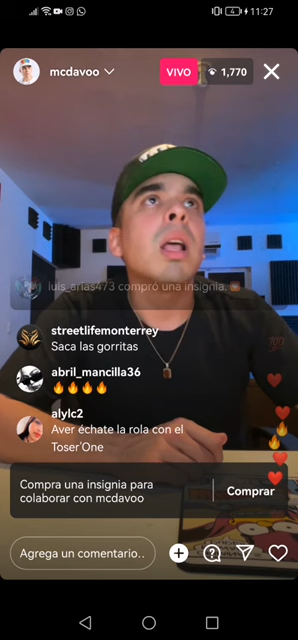 4
11:27
mcdavoo
VIVO
1,770
luis_arias473 compró una insignia.
streetlifemonterrey
Saca las gorritas
abril_mancilla36
🔥🔥🔥🔥
alylc2
Aver échate la rola con el
Toser'One
Compra una insignia para
colaborar con mcdavoo
Comprar
Agrega un comentario..